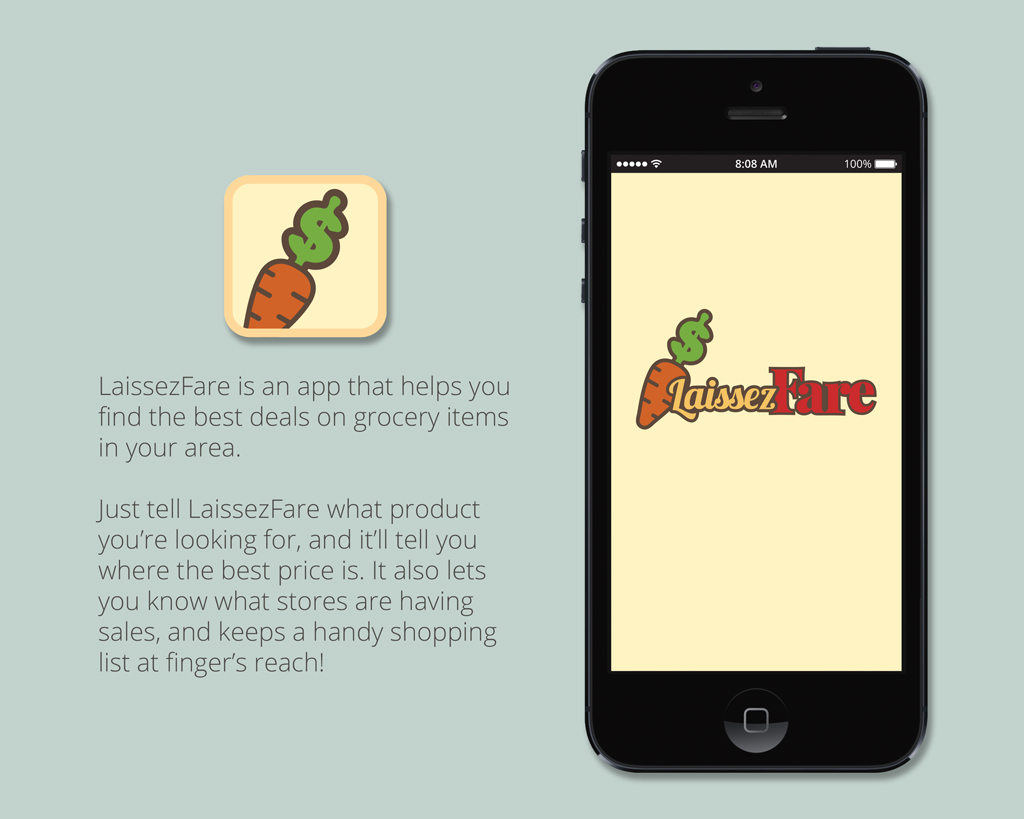 LaissezFare is an app that helps you
find the best deals on grocery items
in your area.
Just tell LaissezFare what product
you’re looking for, and it’ll tell you
where the best price is. It also lets
you know what stores are having
sales, and keeps a handy shopping
list at finger’s reach!
8:08 AM 100%
LaissezFare